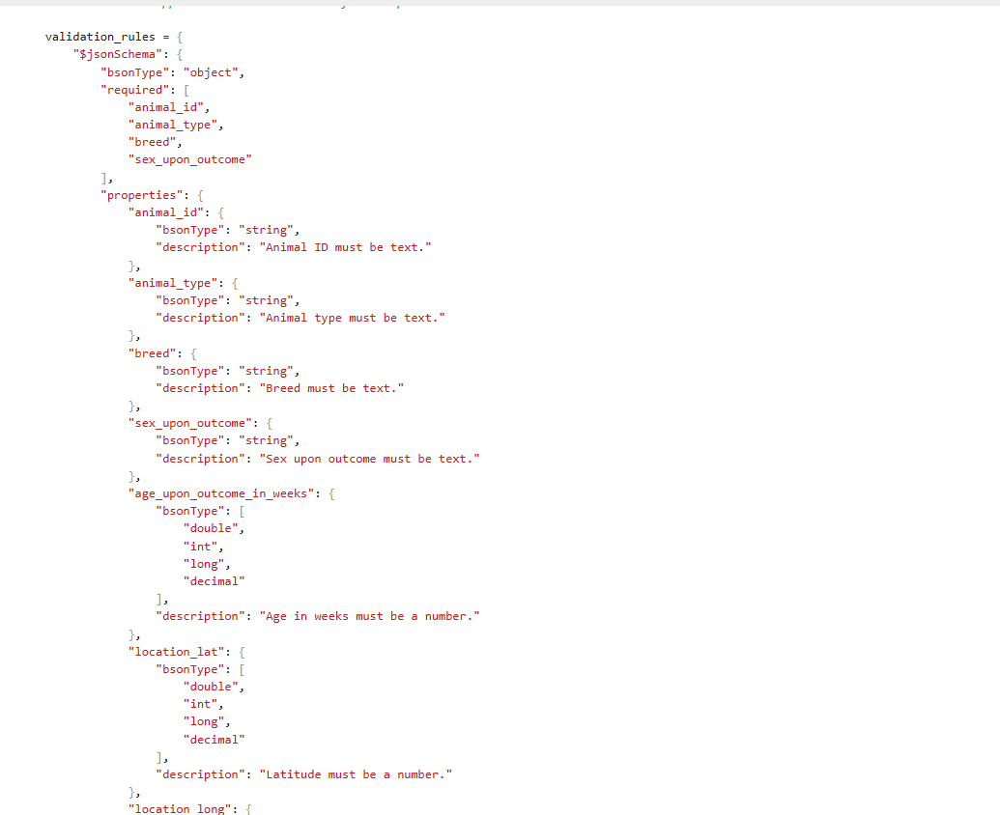 validation_rules = {
    "$jsonSchema": {
        "bsonType": "object",
        "required": [
            "animal_id",
            "animal_type",
            "breed",
            "sex_upon_outcome"
        ],
        "properties": {
            "animal_id": {
                "bsonType": "string",
                "description": "Animal ID must be text."
            },
            "animal_type": {
                "bsonType": "string",
                "description": "Animal type must be text."
            },
            "breed": {
                "bsonType": "string",
                "description": "Breed must be text."
            },
            "sex_upon_outcome": {
                "bsonType": "string",
                "description": "Sex upon outcome must be text."
            },
            "age_upon_outcome_in_weeks": {
                "bsonType": [
                    "double",
                    "int",
                    "long",
                    "decimal"
                ],
                "description": "Age in weeks must be a number."
            },
            "location_lat": {
                "bsonType": [
                    "double",
                    "int",
                    "long",
                    "decimal"
                ],
                "description": "Latitude must be a number."
            },
            "location_long": {